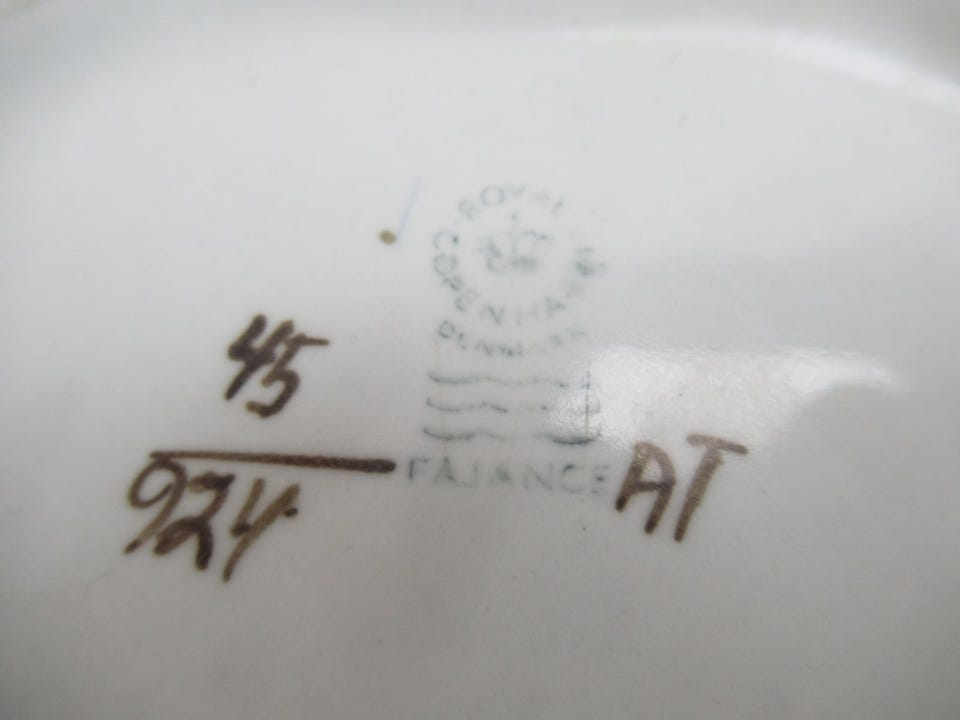 ROYAL COPENHAGEN
DENMARK
45
924
FAJANCE
AT